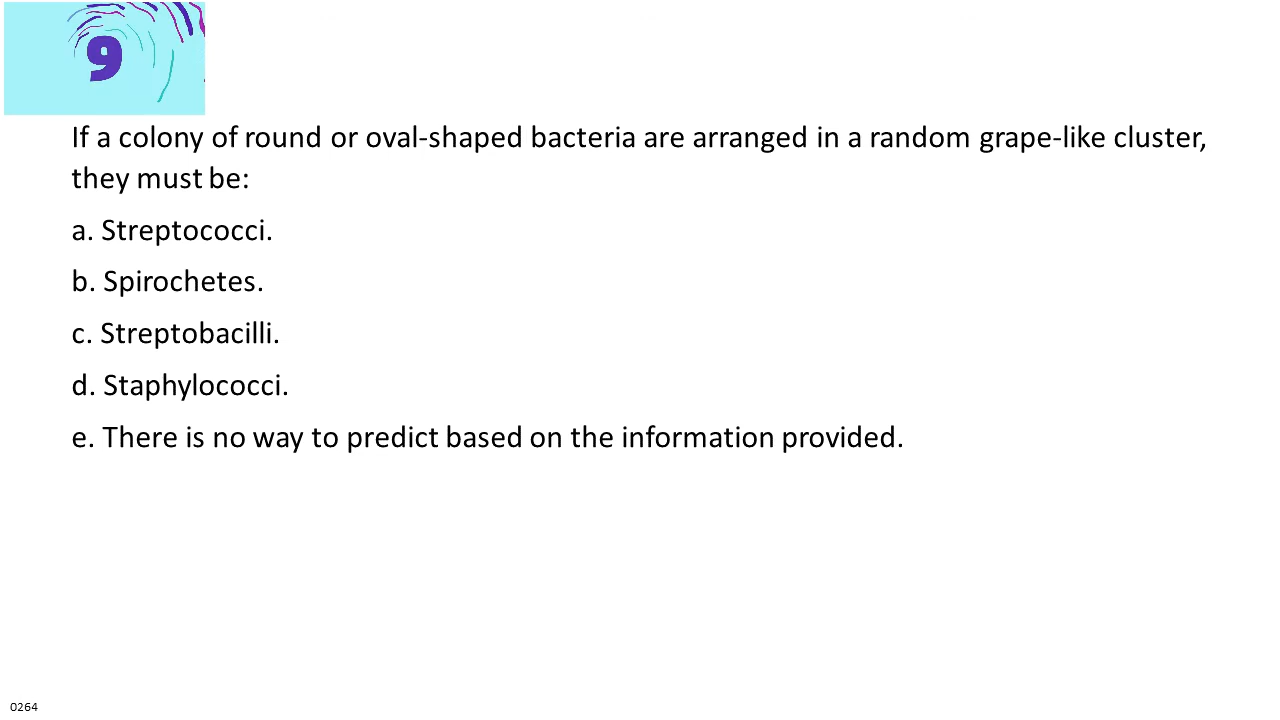 9
If a colony of round or oval-shaped bacteria are arranged in a random grape-like cluster,
they must be:
a. Streptococci.
b. Spirochetes.
c. Streptobacilli.
d. Staphylococci.
e. There is no way to predict based on the information provided.
0264